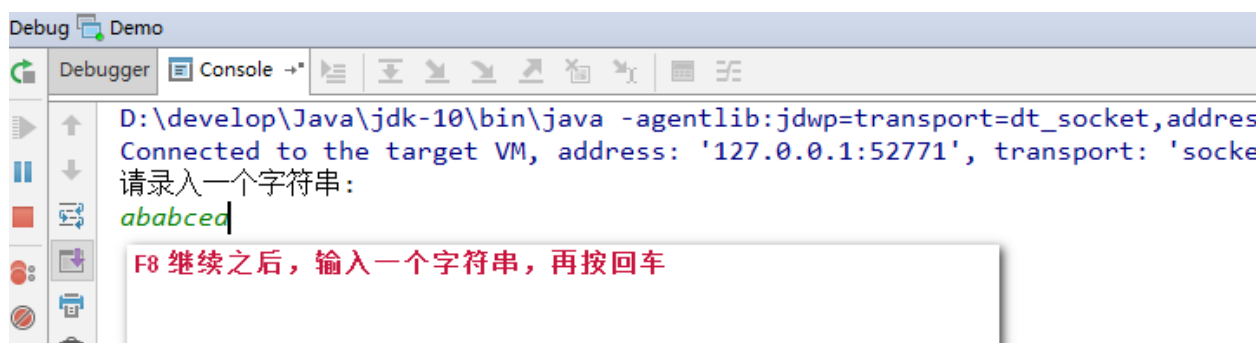 Debug Demo
Debugger Console
D:\develop\Java\jdk-10\bin\java -agentlib:jdwp=transport=dt_socket,addres
Connected to the target VM, address: '127.0.0.1:52771', transport: 'socke
请录入一个字符串:
ababcea
F8 继续之后，输入一个字符串，再按回车